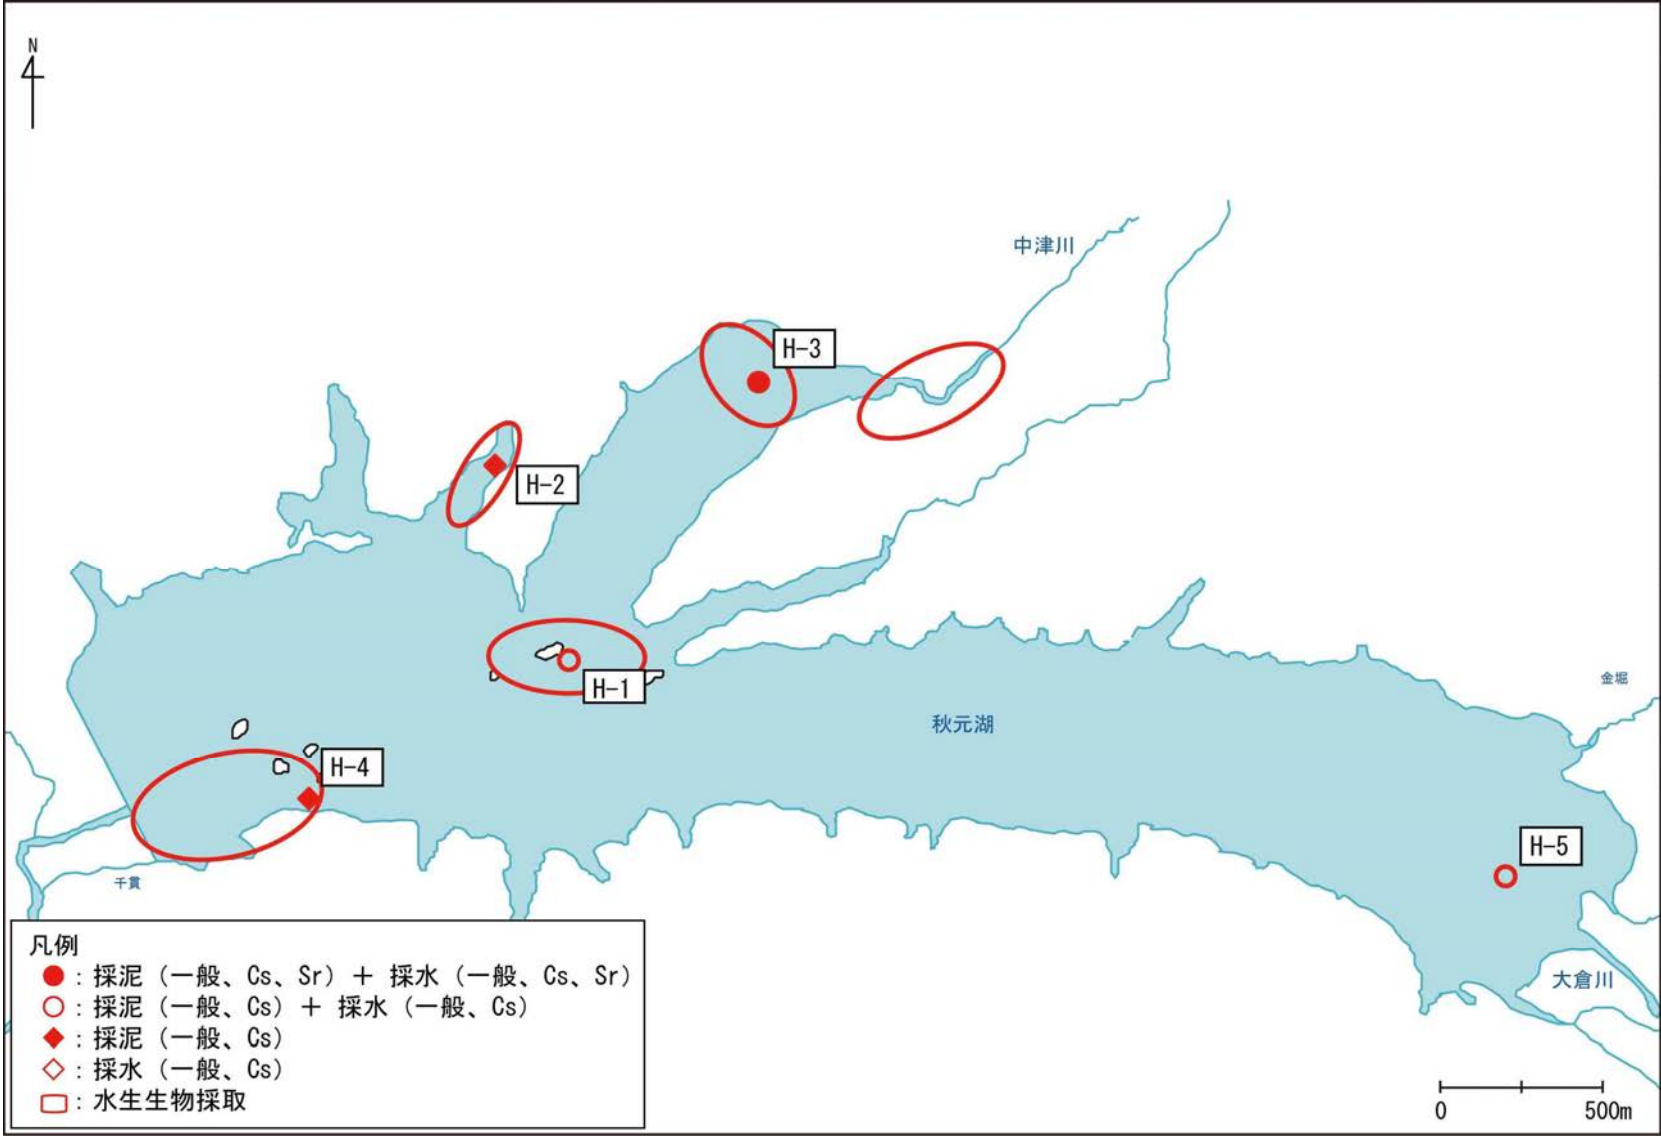 N
中津川
H-3
H-2
H-1
金堀
秋元湖
H-4
H-5
千貫
大倉川
凡例
●：採泥（一般、Cs、Sr）＋ 採水（一般、Cs、Sr）
○：採泥（一般、Cs）＋ 採水（一般、Cs）
◆：採泥（一般、Cs）
◇：採水（一般、Cs）
：水生生物採取
0 500m